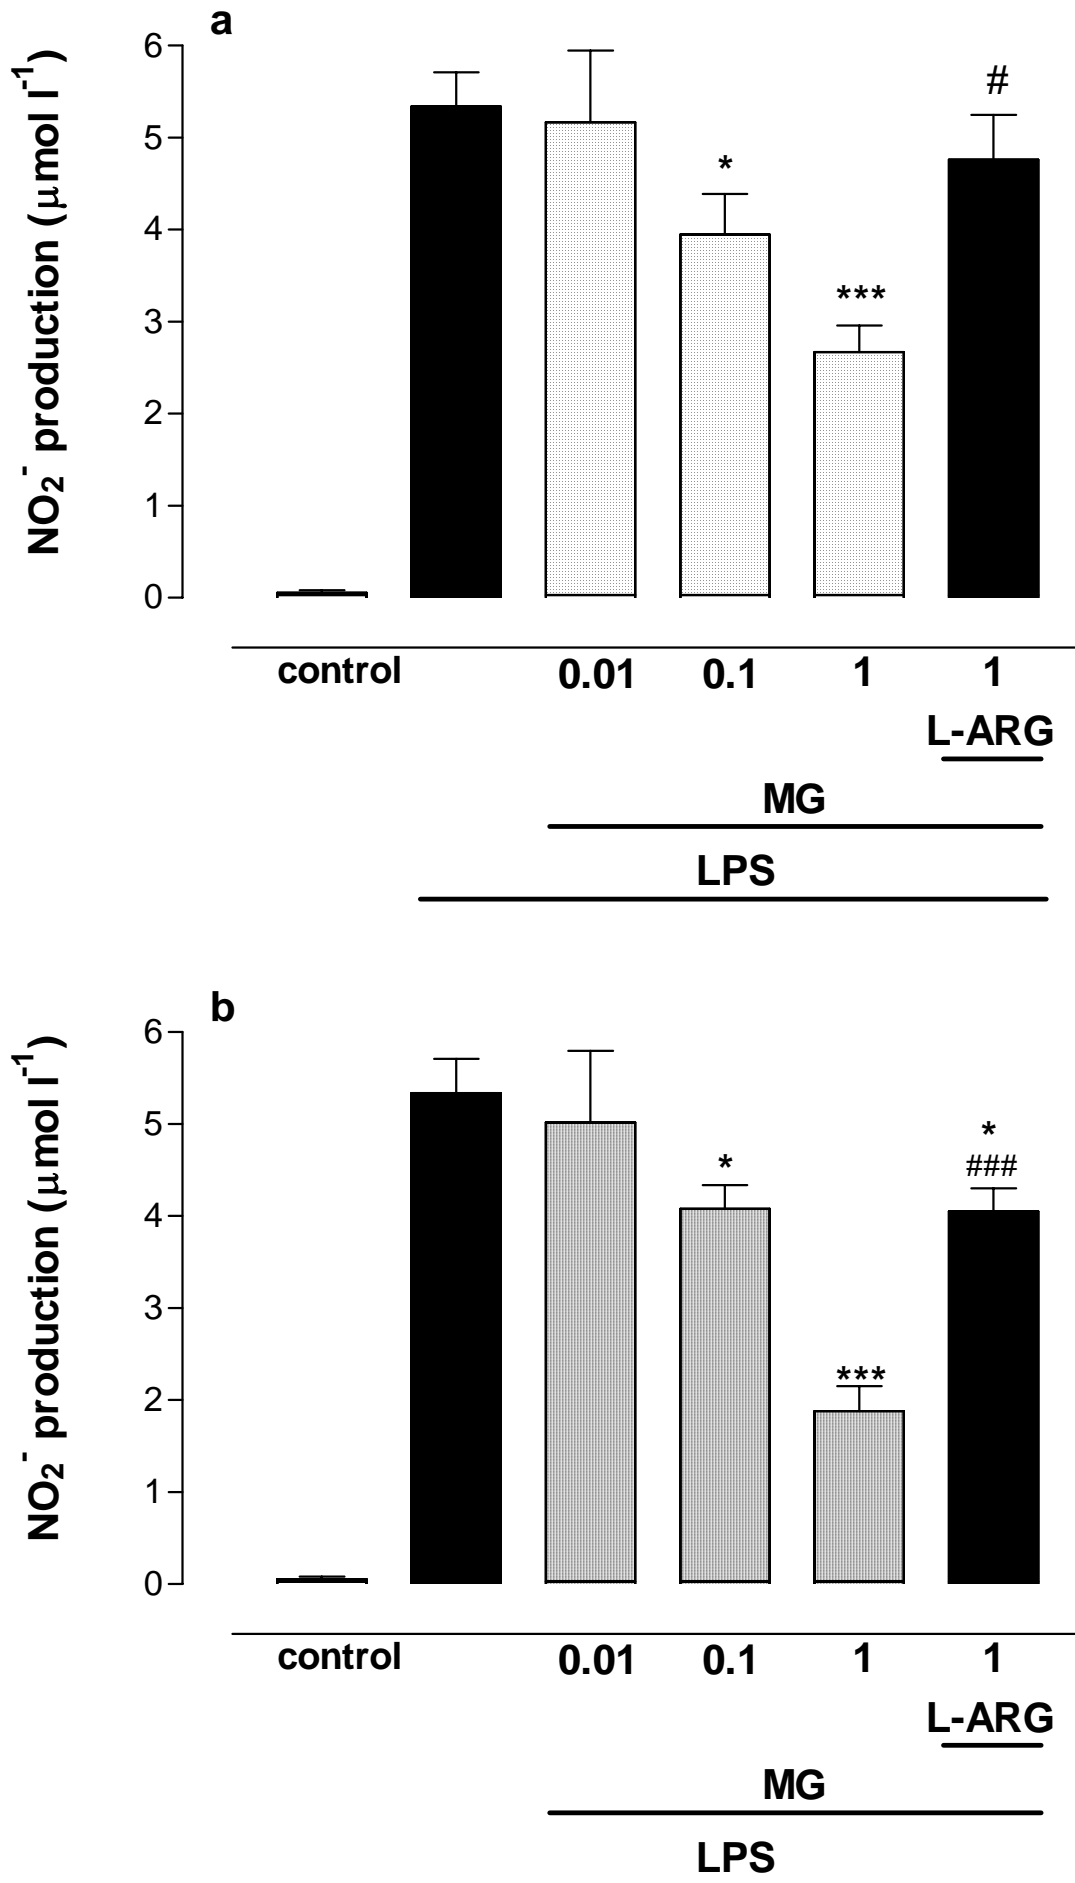 a
NO₂⁻ production (μmol l⁻¹)
6
5
4
3
2
1
0
*
***
#
control 0.01 0.1 1 1
L-ARG
MG
LPS
b
NO₂⁻ production (μmol l⁻¹)
6
5
4
3
2
1
0
*
***
*
###
control 0.01 0.1 1 1
L-ARG
MG
LPS